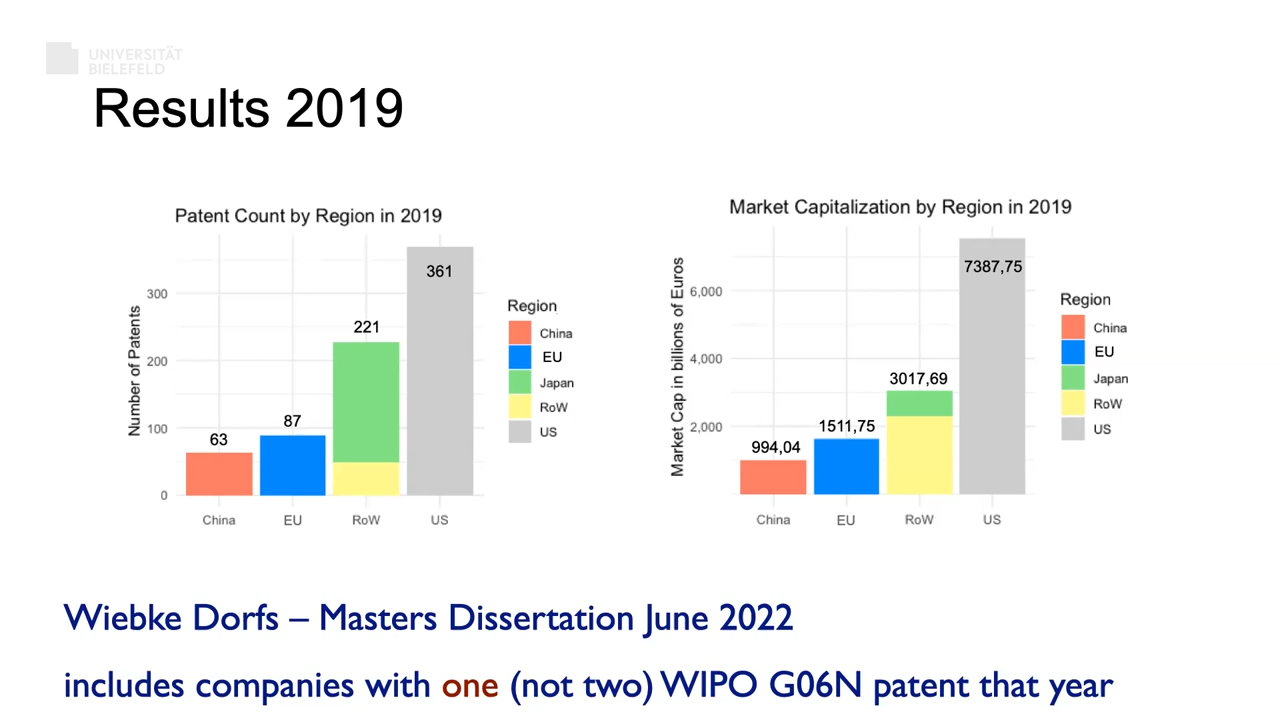 UNIVERSITÄT
BIELEFELD
Results 2019
Patent Count by Region in 2019
Number of Patents
300
200
100
0
63
87
221
361
China
EU
RoW
US
Region
China
EU
Japan
RoW
US
Market Capitalization by Region in 2019
Market Cap in billions of Euros
6,000
4,000
2,000
994,04
1511,75
3017,69
7387,75
China
EU
RoW
US
Region
China
EU
Japan
RoW
US
Wiebke Dorfs – Masters Dissertation June 2022
includes companies with one (not two) WIPO G06N patent that year